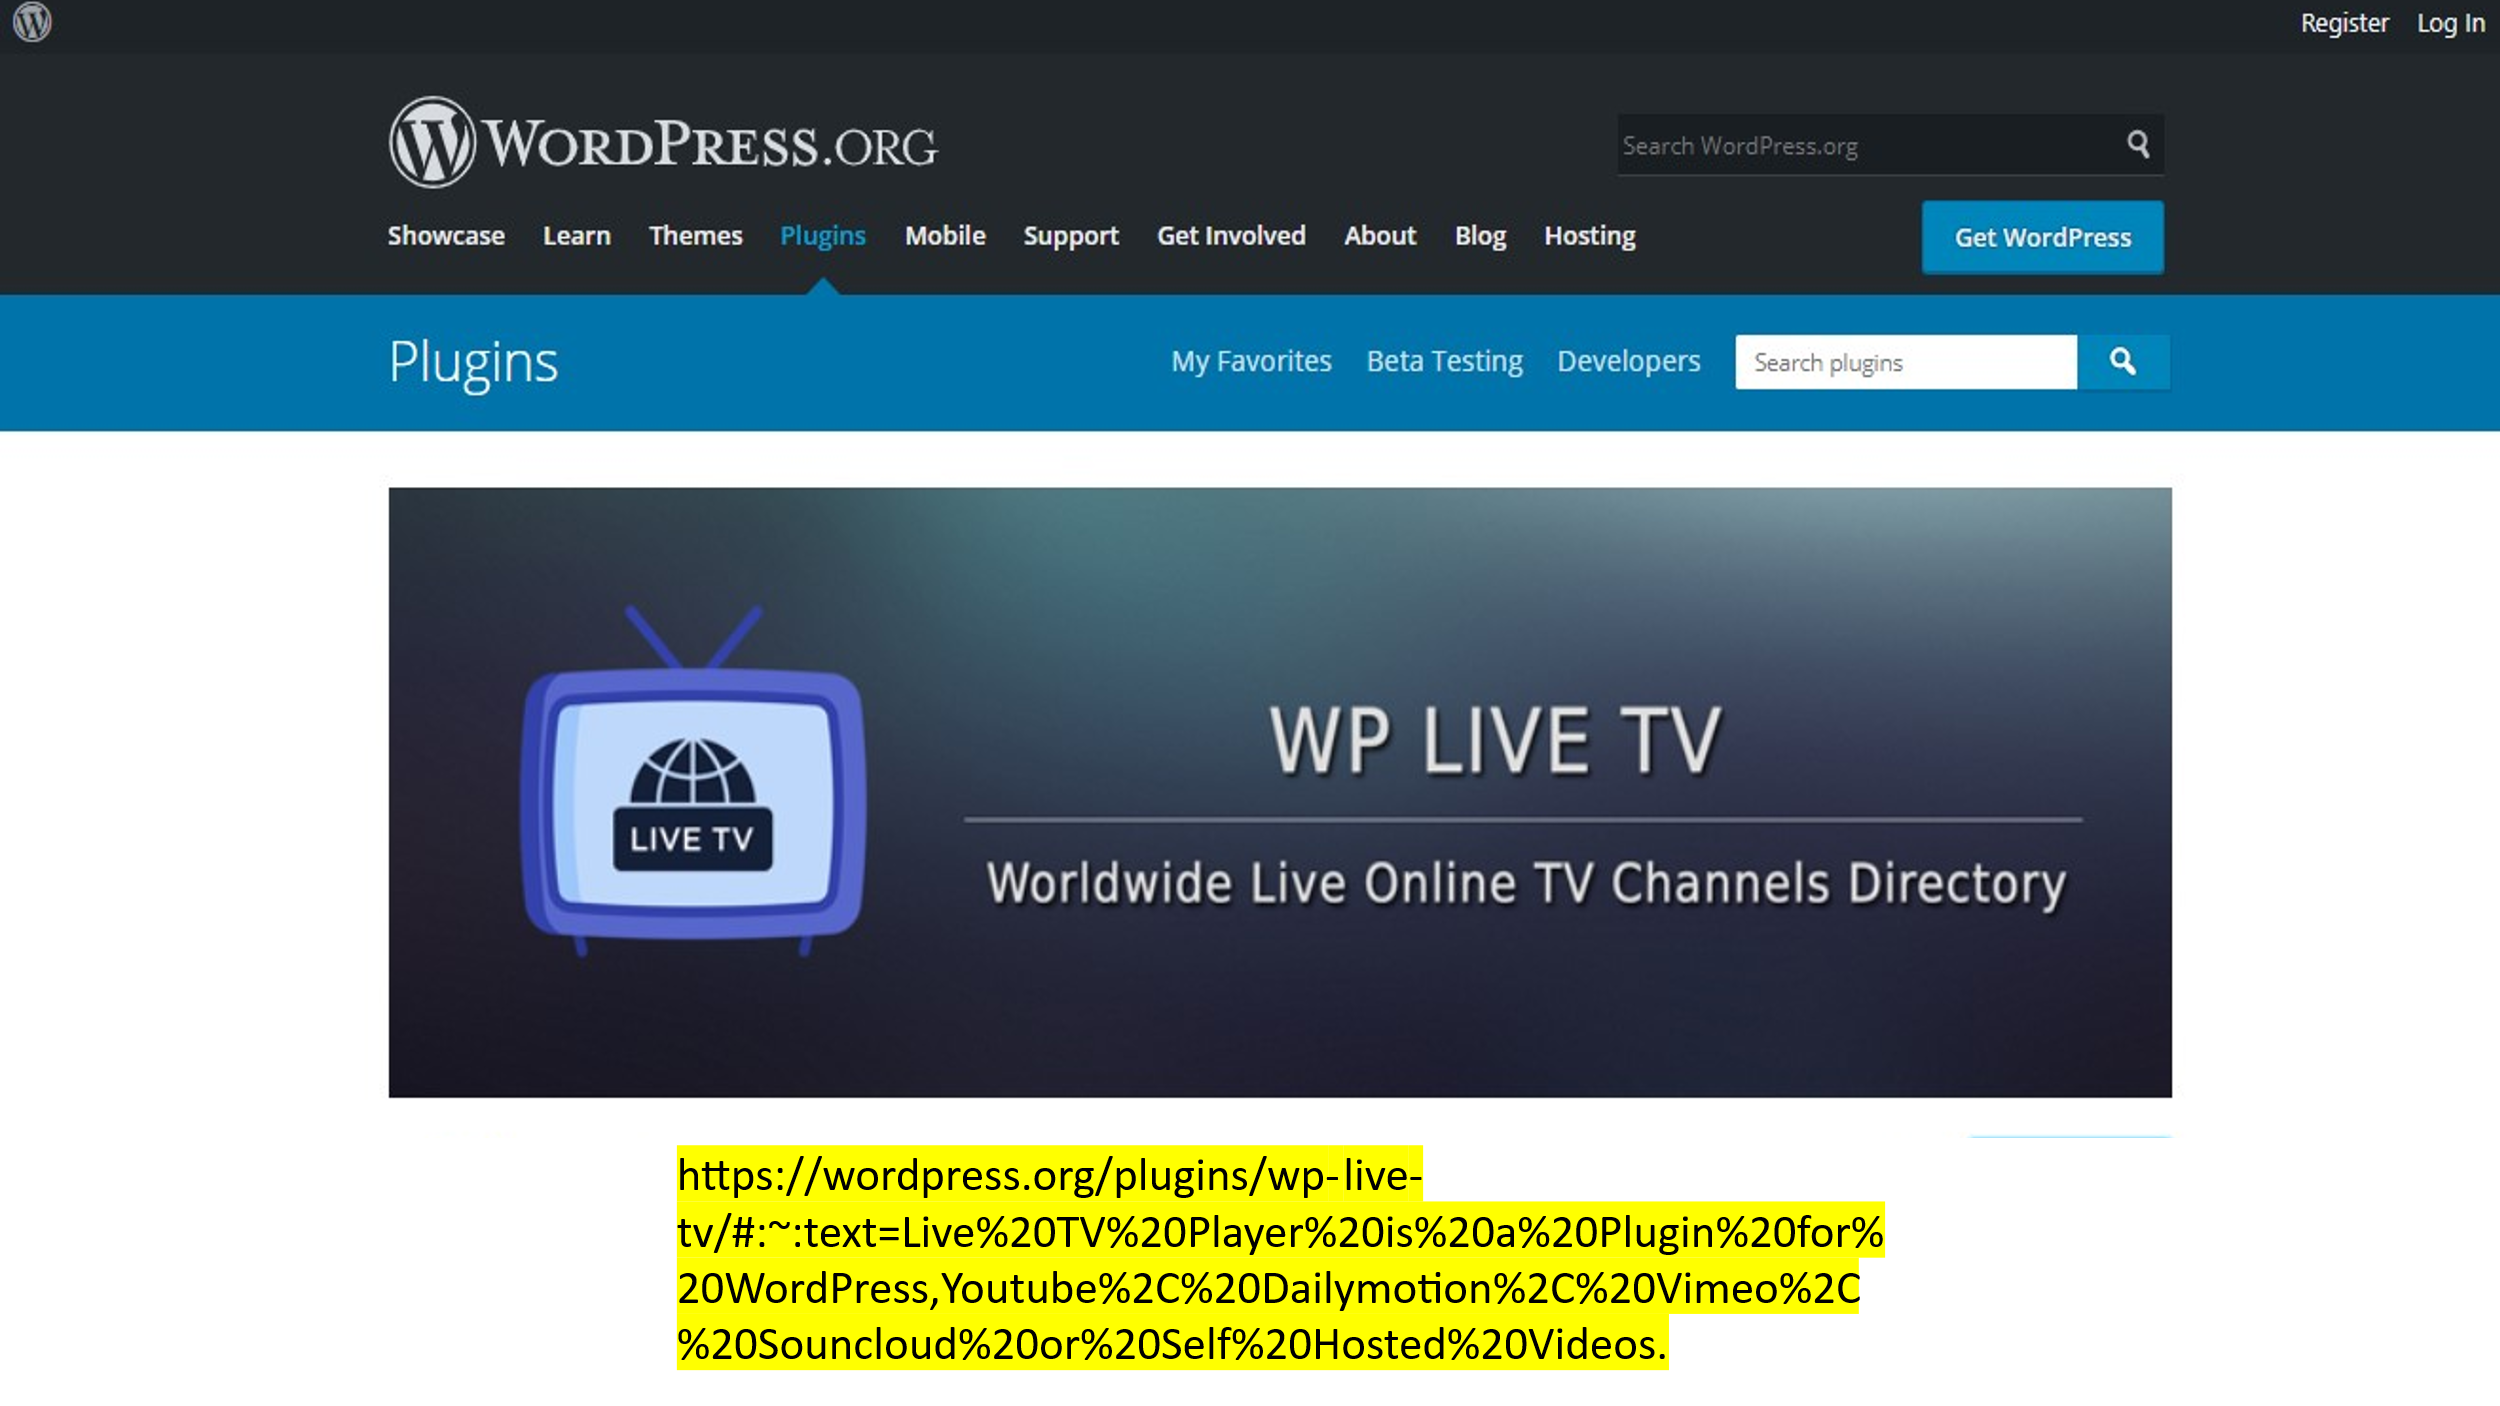 Register Log In
WORDPRESS.ORG
Search WordPress.org
Showcase Learn Themes Plugins Mobile Support Get Involved About Blog Hosting
Get WordPress
Plugins
My Favorites Beta Testing Developers
Search plugins
LIVE TV
WP LIVE TV
Worldwide Live Online TV Channels Directory
https://wordpress.org/plugins/wp-live-
tv/#:~:text=Live%20TV%20Player%20is%20a%20Plugin%20for%
20WordPress,Youtube%2C%20Dailymotion%2C%20Vimeo%2C
%20Souncloud%20or%20Self%20Hosted%20Videos.